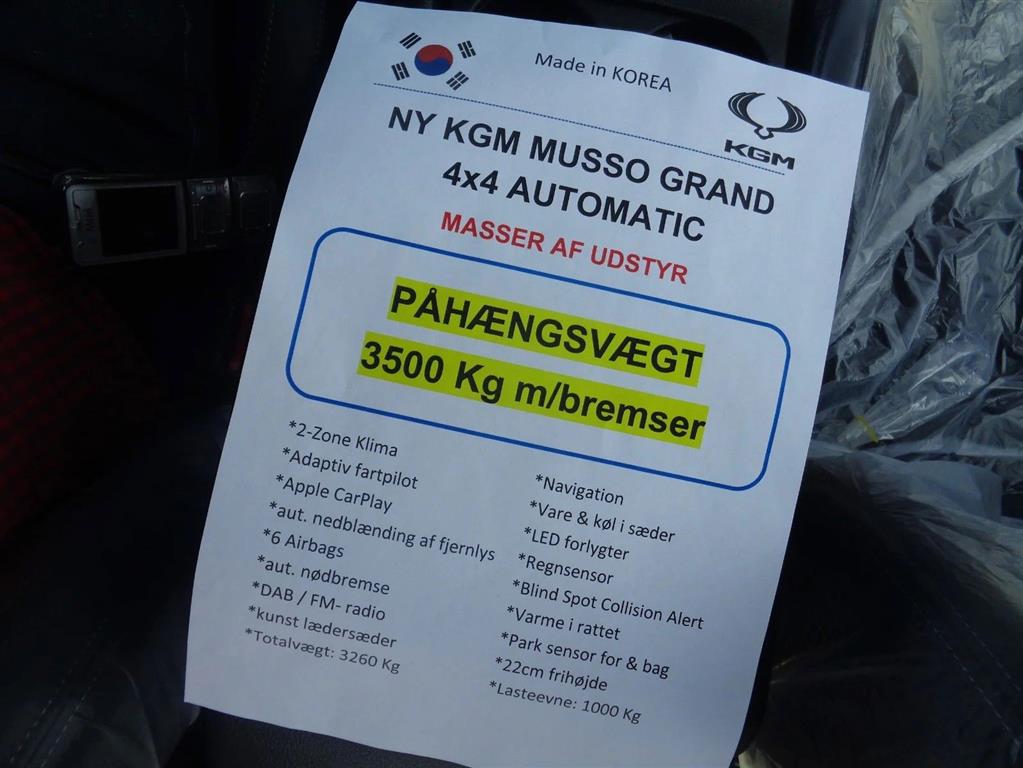 Made in KOREA
KGM
NY KGM MUSSO GRAND
4x4 AUTOMATIC
MASSER AF UDSTYR
PÅHÆNGSVÆGT
3500 Kg m/bremser
*2-Zone Klima
*Adaptiv fartpilot
*Apple CarPlay
*aut. nedblænding af fjernlys
*6 Airbags
*aut. nødbremse
*DAB / FM- radio
*kunst lædersæder
*Totalvægt: 3260 Kg
*Navigation
*Vare & køl i sæder
*LED forlygter
*Regnsensor
*Blind Spot Collision Alert
*Varme i rattet
*Park sensor for & bag
*22cm frihøjde
*Lasteevne: 1000 Kg